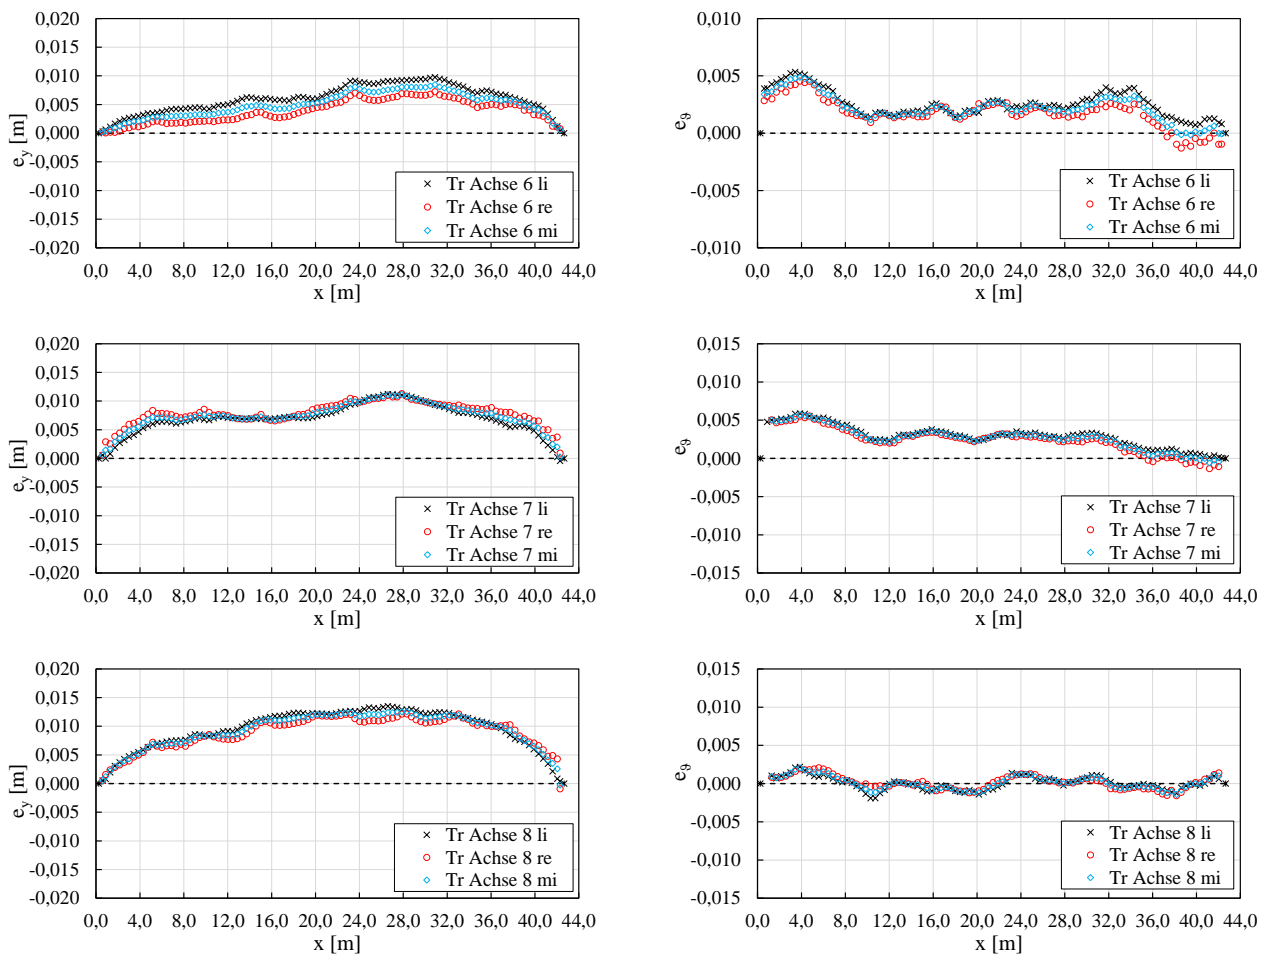 0,020
0,015
0,010
0,005
0,000
-0,005
-0,010
-0,015
-0,020
e_y [m]
0,0 4,0 8,0 12,0 16,0 20,0 24,0 28,0 32,0 36,0 40,0 44,0
x [m]
Tr Achse 6 li
Tr Achse 6 re
Tr Achse 6 mi
0,010
0,005
0,000
-0,005
-0,010
e_ϑ
0,0 4,0 8,0 12,0 16,0 20,0 24,0 28,0 32,0 36,0 40,0 44,0
x [m]
Tr Achse 6 li
Tr Achse 6 re
Tr Achse 6 mi
0,020
0,015
0,010
0,005
0,000
-0,005
-0,010
-0,015
-0,020
e_y [m]
0,0 4,0 8,0 12,0 16,0 20,0 24,0 28,0 32,0 36,0 40,0 44,0
x [m]
Tr Achse 7 li
Tr Achse 7 re
Tr Achse 7 mi
0,015
0,010
0,005
0,000
-0,005
-0,010
-0,015
e_ϑ
0,0 4,0 8,0 12,0 16,0 20,0 24,0 28,0 32,0 36,0 40,0 44,0
x [m]
Tr Achse 7 li
Tr Achse 7 re
Tr Achse 7 mi
0,020
0,015
0,010
0,005
0,000
-0,005
-0,010
-0,015
-0,020
e_y [m]
0,0 4,0 8,0 12,0 16,0 20,0 24,0 28,0 32,0 36,0 40,0 44,0
x [m]
Tr Achse 8 li
Tr Achse 8 re
Tr Achse 8 mi
0,015
0,010
0,005
0,000
-0,005
-0,010
-0,015
e_ϑ
0,0 4,0 8,0 12,0 16,0 20,0 24,0 28,0 32,0 36,0 40,0 44,0
x [m]
Tr Achse 8 li
Tr Achse 8 re
Tr Achse 8 mi